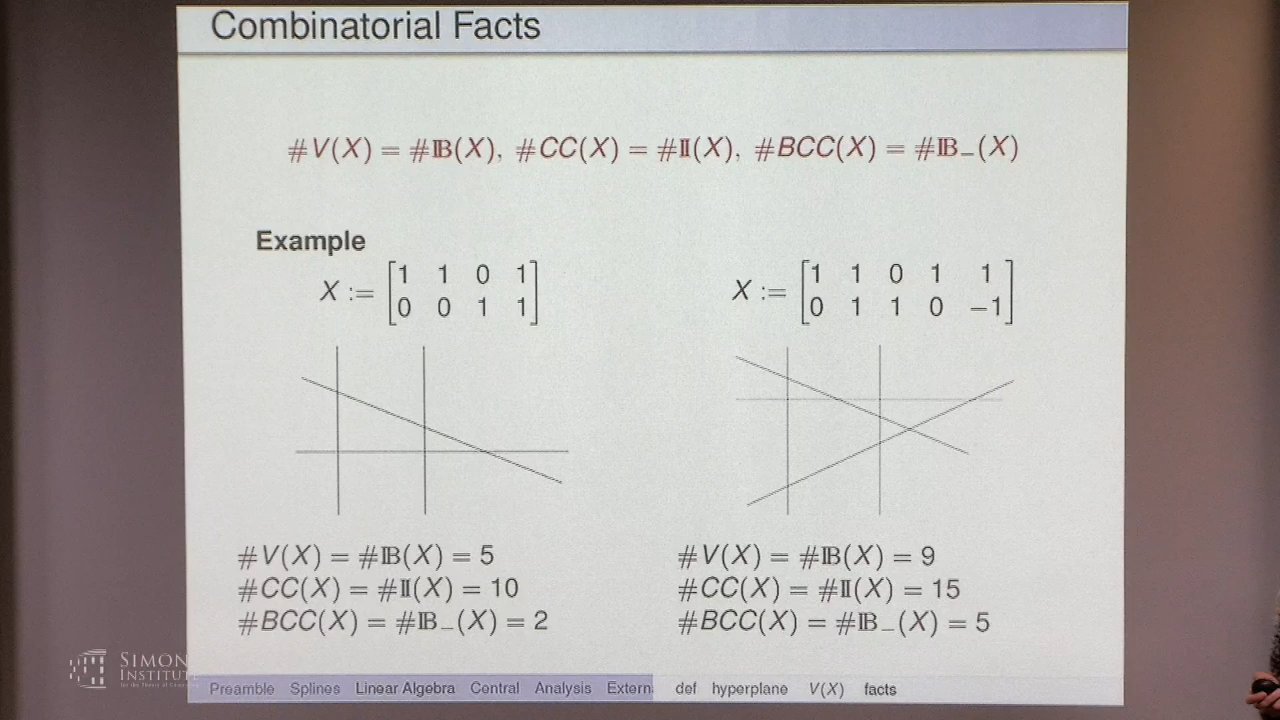 Combinatorial Facts
#V(X) = #𝔹(X), #CC(X) = #𝕀(X), #BCC(X) = #𝔹₋(X)
Example
X := [1 1 0 1
0 0 1 1]
X := [1 1 0 1 1
0 1 1 0 −1]
#V(X) = #𝔹(X) = 5
#CC(X) = #𝕀(X) = 10
#BCC(X) = #𝔹₋(X) = 2
#V(X) = #𝔹(X) = 9
#CC(X) = #𝕀(X) = 15
#BCC(X) = #𝔹₋(X) = 5
SIMON
INSTITUTE
Preamble Splines Linear Algebra Central Analysis Extern def hyperplane V(X) facts